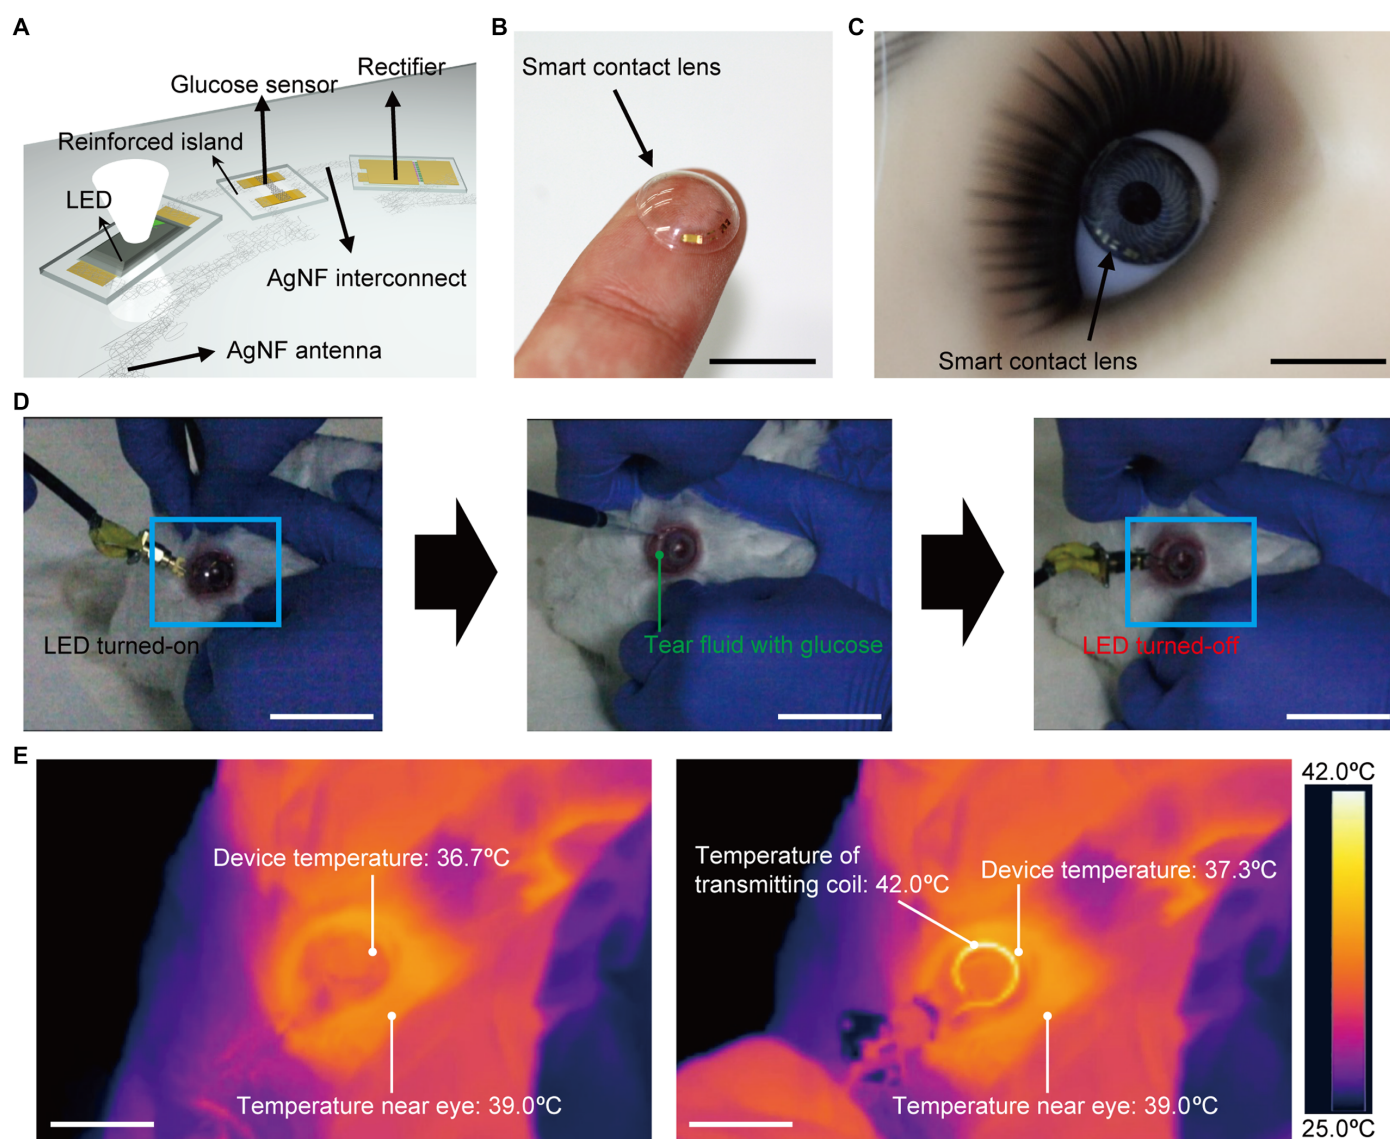 A
Glucose sensor
Rectifier
Reinforced island
LED
AgNF interconnect
AgNF antenna
B
Smart contact lens
C
Smart contact lens
D
LED turned-on
Tear fluid with glucose
LED turned-off
E
Device temperature: 36.7ºC
Temperature near eye: 39.0ºC
Temperature of
transmitting coil: 42.0ºC
Device temperature: 37.3ºC
Temperature near eye: 39.0ºC
42.0ºC
25.0ºC